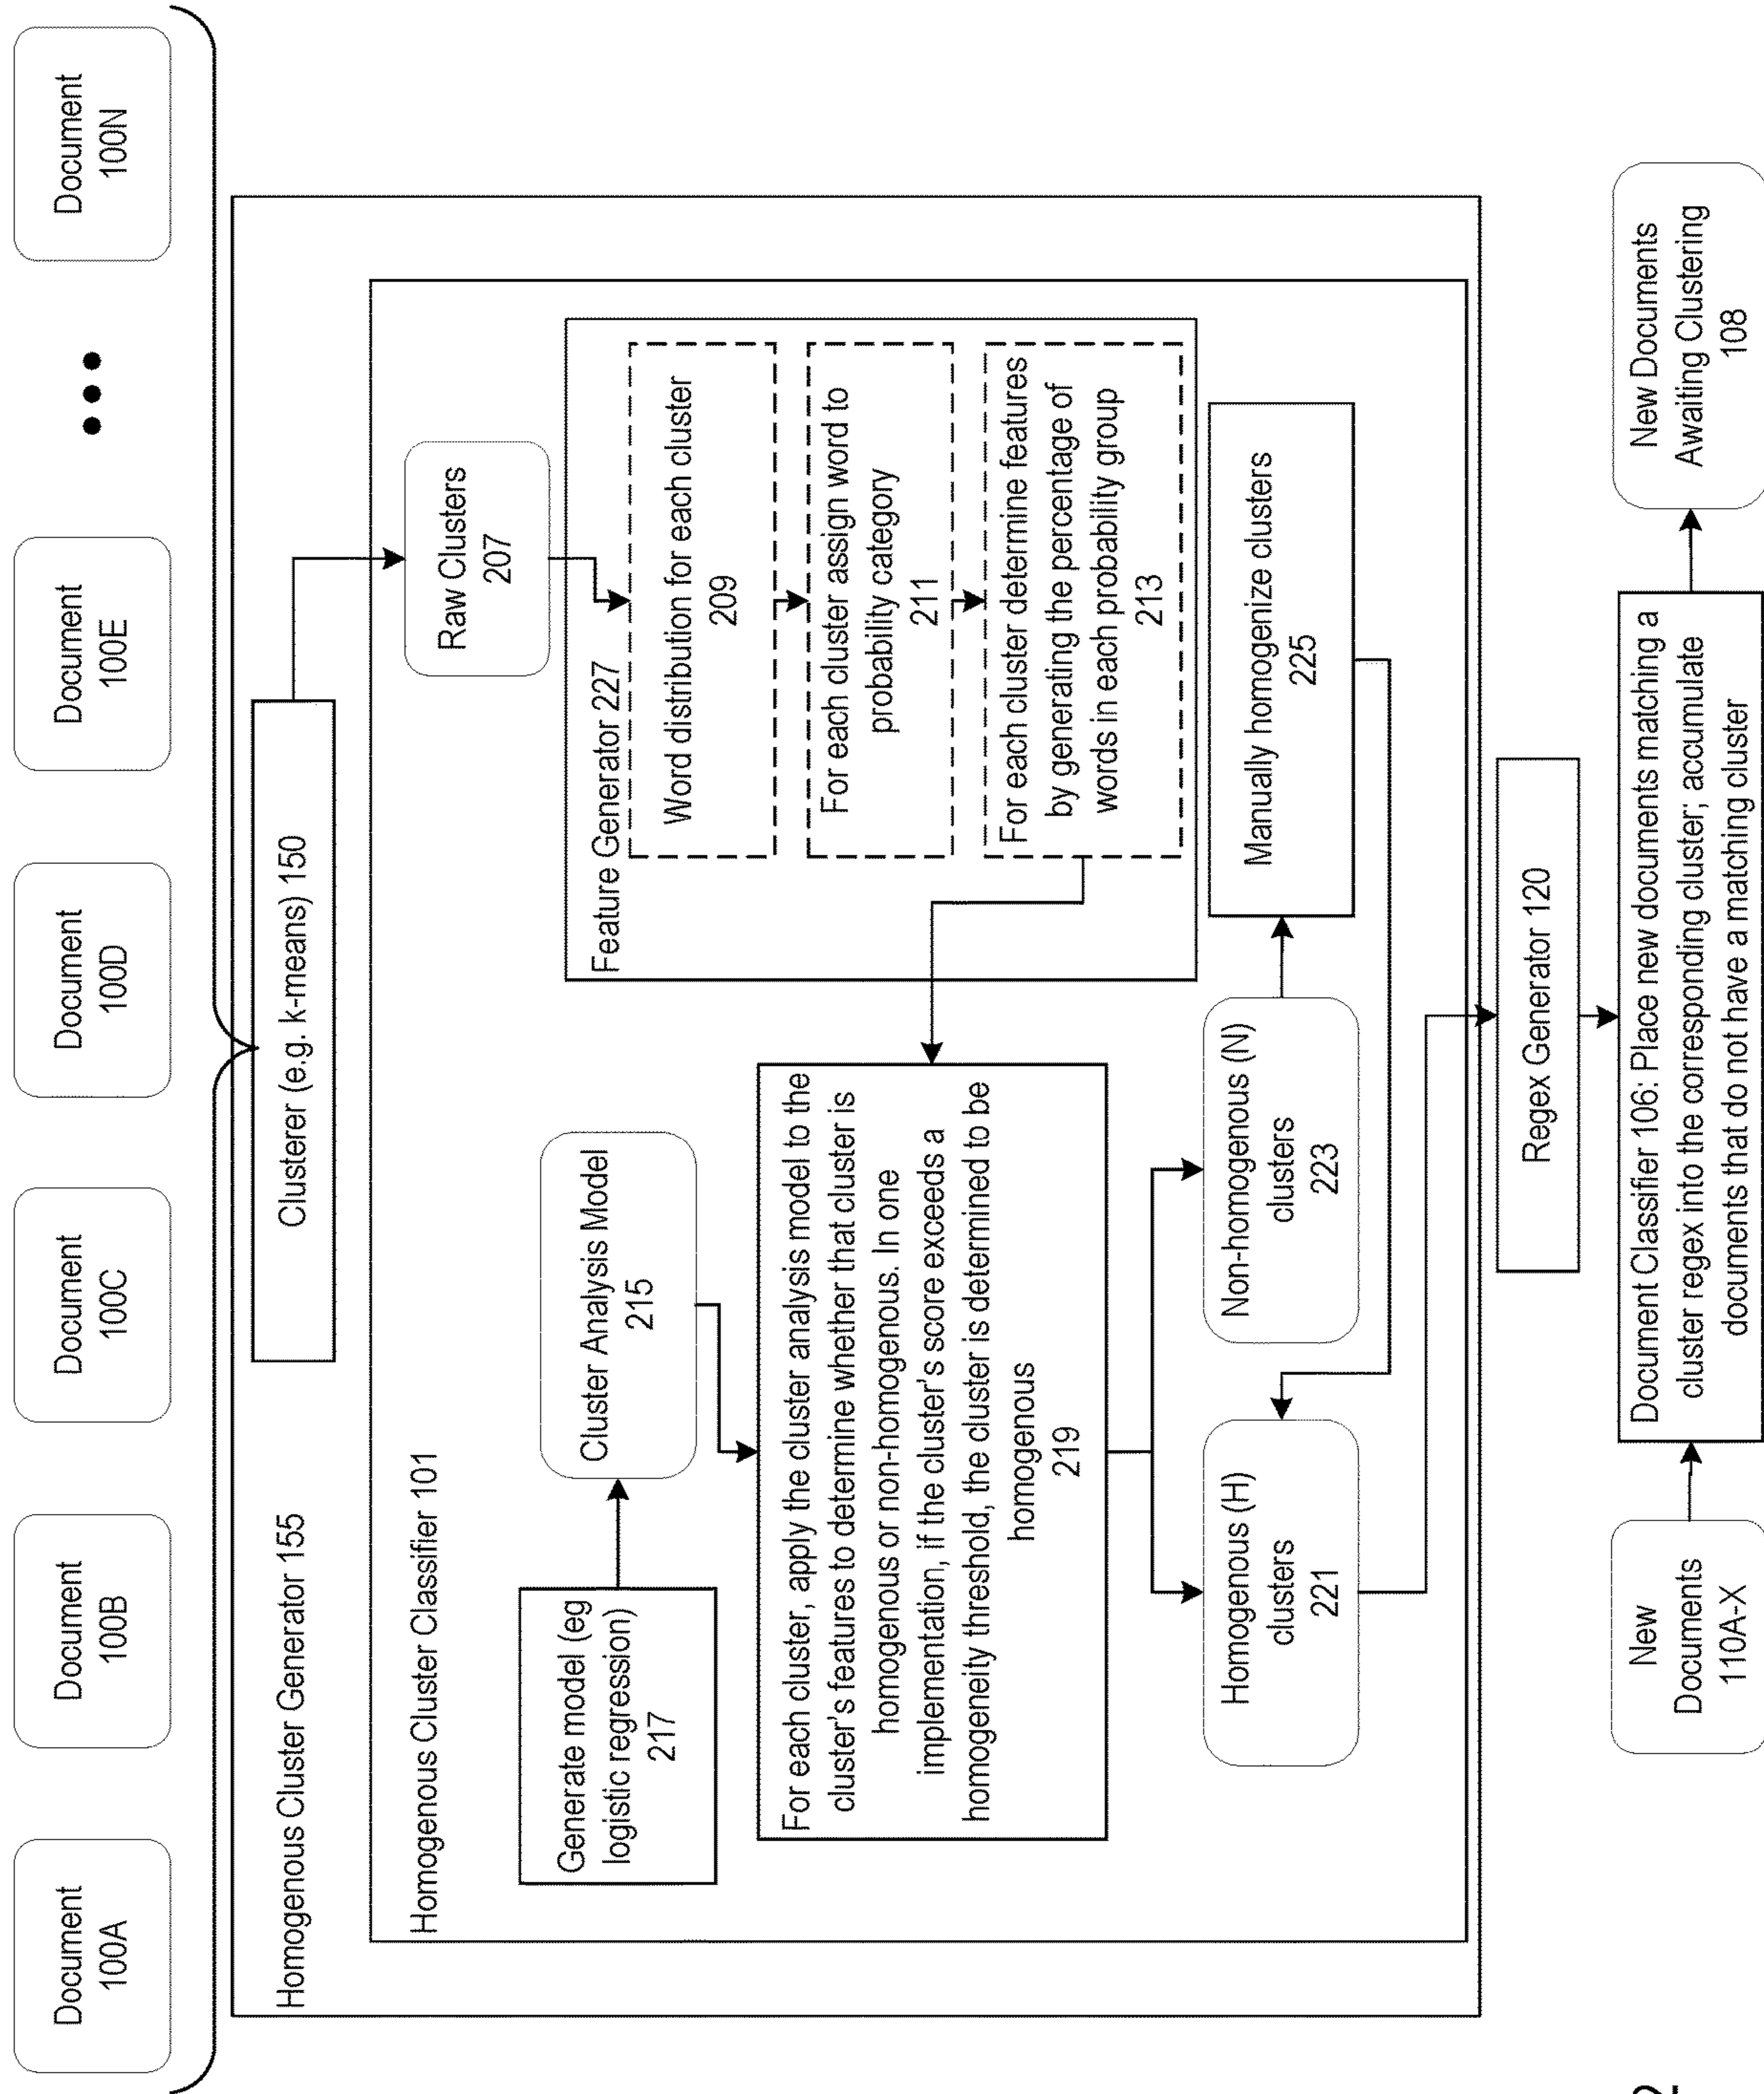 Document
100A
Document
100B
Document
100C
Document
100D
Document
100E
Document
100N
Homogenous Cluster Generator 155
Clusterer (e.g. k-means) 150
Homogenous Cluster Classifier 101
Raw Clusters
207
Feature Generator 227
Word distribution for each cluster
209
For each cluster assign word to
probability category
211
For each cluster determine features
by generating the percentage of
words in each probability group
213
Generate model (eg
logistic regression)
217
Cluster Analysis Model
215
For each cluster, apply the cluster analysis model to the
cluster's features to determine whether that cluster is
homogenous or non-homogenous. In one
implementation, if the cluster's score exceeds a
homogeneity threshold, the cluster is determined to be
homogenous
219
Homogenous (H)
clusters
221
Non-homogenous (N)
clusters
223
Manually homogenize clusters
225
Regex Generator 120
New
Documents
110A-X
Document Classifier 106: Place new documents matching a
cluster regex into the corresponding cluster; accumulate
documents that do not have a matching cluster
New Documents
Awaiting Clustering
108